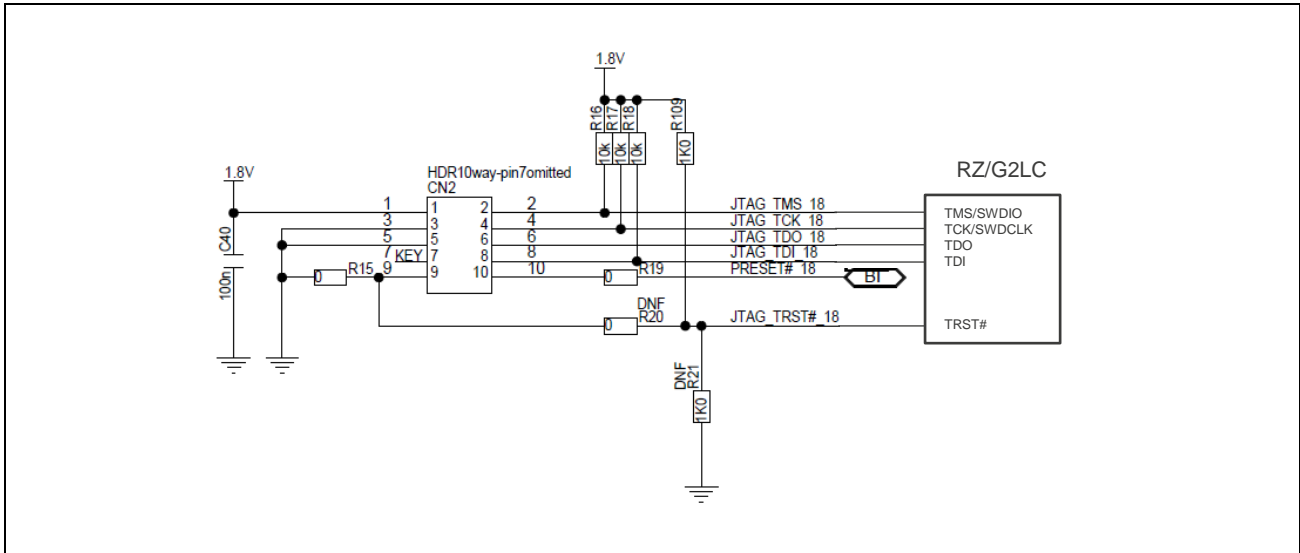 1.8V
R16
R17
R18
R109
10k
10k
10k
1K0
RZ/G2LC
1.8V
HDR10way-pin7omitted
CN2
1 1 2 2 JTAG_TMS_18 TMS/SWDIO
3 3 4 4 JTAG_TCK_18 TCK/SWDCLK
5 5 6 6 JTAG_TDO_18 TDO
7 KEY 7 8 8 JTAG_TDI_18 TDI
0 R15 9 9 10 10 0 R19 PRESET#_18 BI
C40
100n
DNF
0 R20 JTAG_TRST#_18 TRST#
DNF
R21
1K0